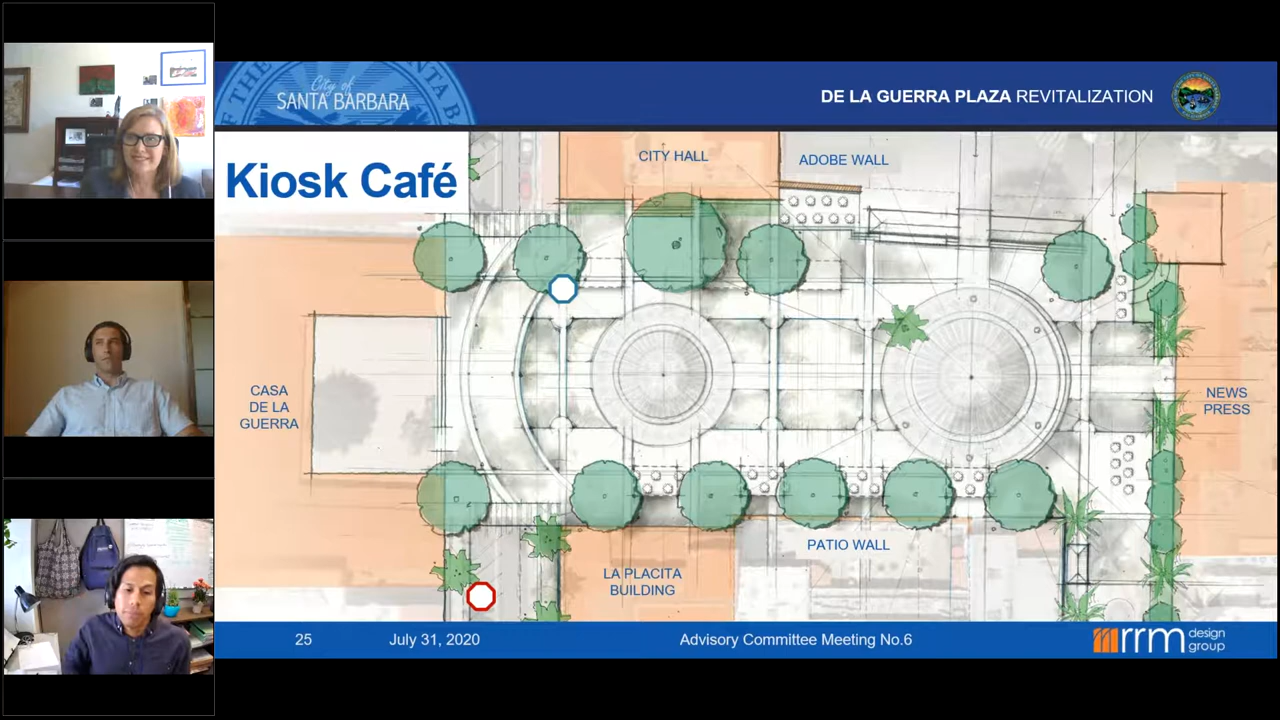 City of
SANTA BARBARA
DE LA GUERRA PLAZA REVITALIZATION
Kiosk Café
CITY HALL
ADOBE WALL
CASA
DE LA
GUERRA
NEWS
PRESS
PATIO WALL
LA PLACITA
BUILDING
25
July 31, 2020
Advisory Committee Meeting No.6
rrm design
group